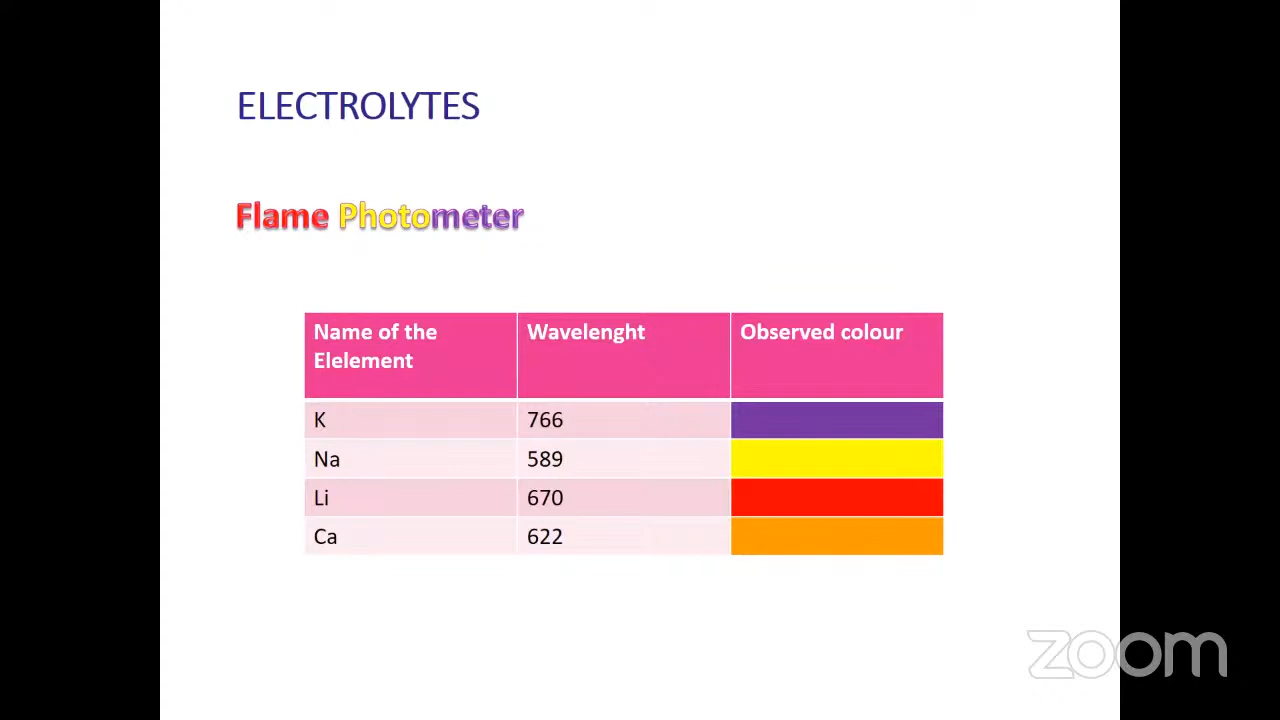 ELECTROLYTES
Flame Photometer
Name of the Elelement Wavelenght Observed colour
K 766
Na 589
Li 670
Ca 622
zoom